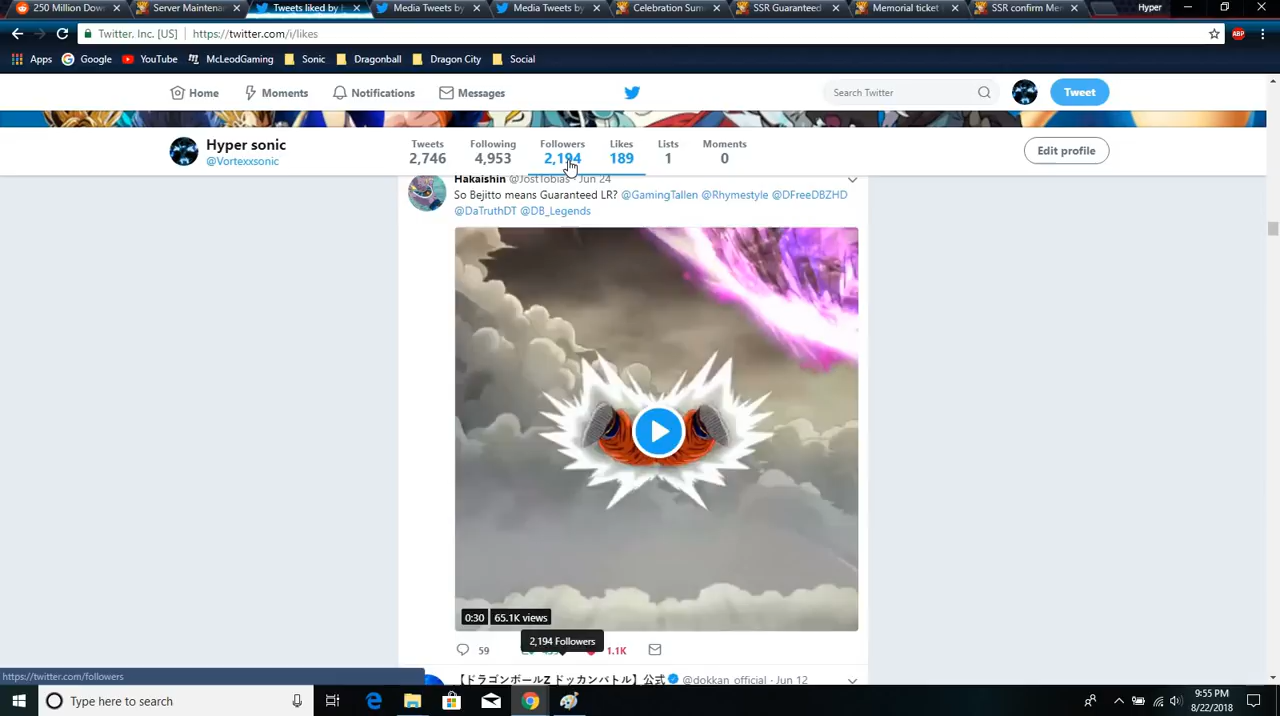 250 Million Dow
Server Maintenan
Tweets liked by
Media Tweets by
Media Tweets by
Celebration Sum
SSR Guaranteed
Memorial ticket
SSR confirm Mem
Hyper
Twitter, Inc. [US] https://twitter.com/i/likes
ABP
Apps Google YouTube McLeodGaming Sonic Dragonball Dragon City Social
Home Moments Notifications Messages Search Twitter Tweet
Hyper sonic
@Vortexxsonic
Tweets Following Followers Likes Lists Moments
2,746 4,953 2,194 189 1 0
Edit profile
Hakaishin @JostTobias · Jun 24
So Bejitto means Guaranteed LR? @GamingTallen @Rhymestyle @DFreeDBZHD
@DaTruthDT @DB_Legends
0:30 65.1K views
2,194 Followers
59 1.1K
https://twitter.com/followers
【ドラゴンボールZ ドッカンバトル】公式 @dokkan_official · Jun 12
Type here to search
9:55 PM
8/22/2018